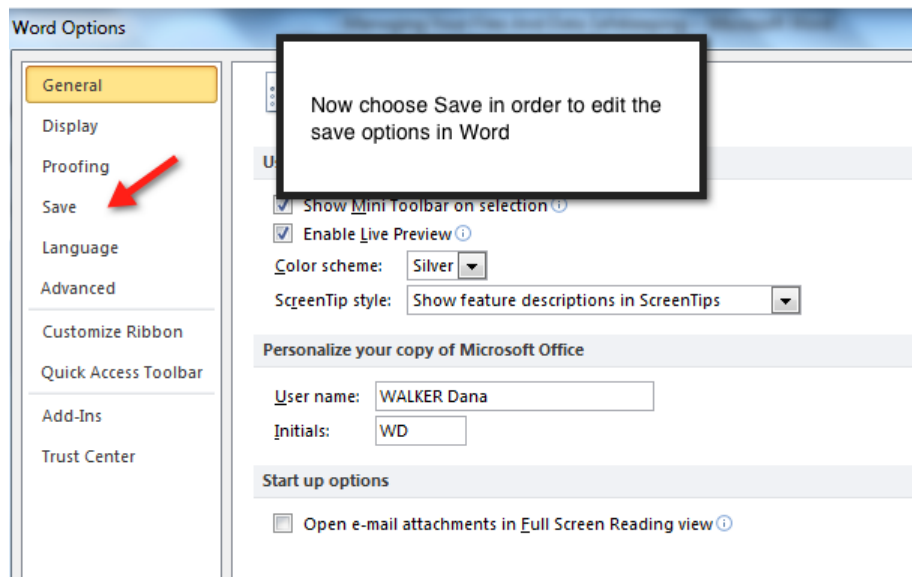 Word Options
Now choose Save in order to edit the
save options in Word
General
Display
Proofing
Save
Language
Advanced
Customize Ribbon
Quick Access Toolbar
Add-Ins
Trust Center
Show Mini Toolbar on selection
Enable Live Preview
Color scheme: Silver
ScreenTip style: Show feature descriptions in ScreenTips
Personalize your copy of Microsoft Office
User name: WALKER Dana
Initials: WD
Start up options
Open e-mail attachments in Full Screen Reading view